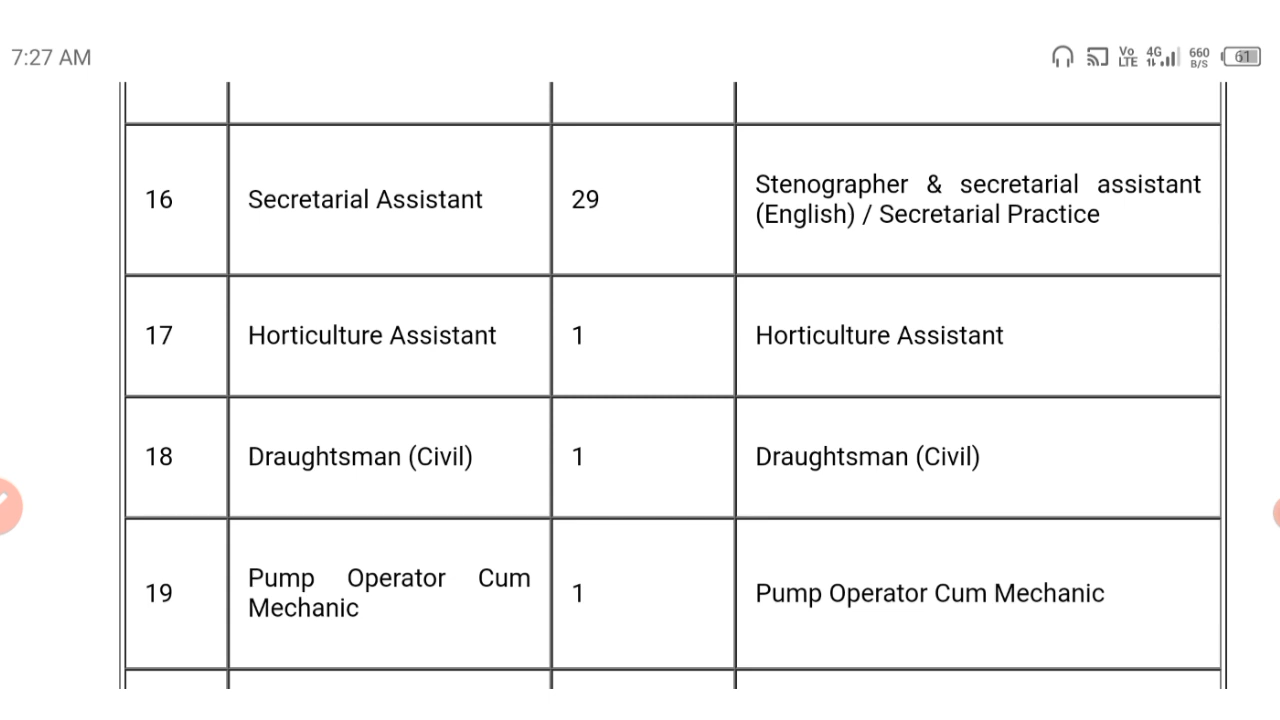 7:27 AM
Vo LTE 4G 660 B/S 61
16 Secretarial Assistant 29 Stenographer & secretarial assistant
(English) / Secretarial Practice
17 Horticulture Assistant 1 Horticulture Assistant
18 Draughtsman (Civil) 1 Draughtsman (Civil)
19 Pump Operator Cum
Mechanic 1 Pump Operator Cum Mechanic